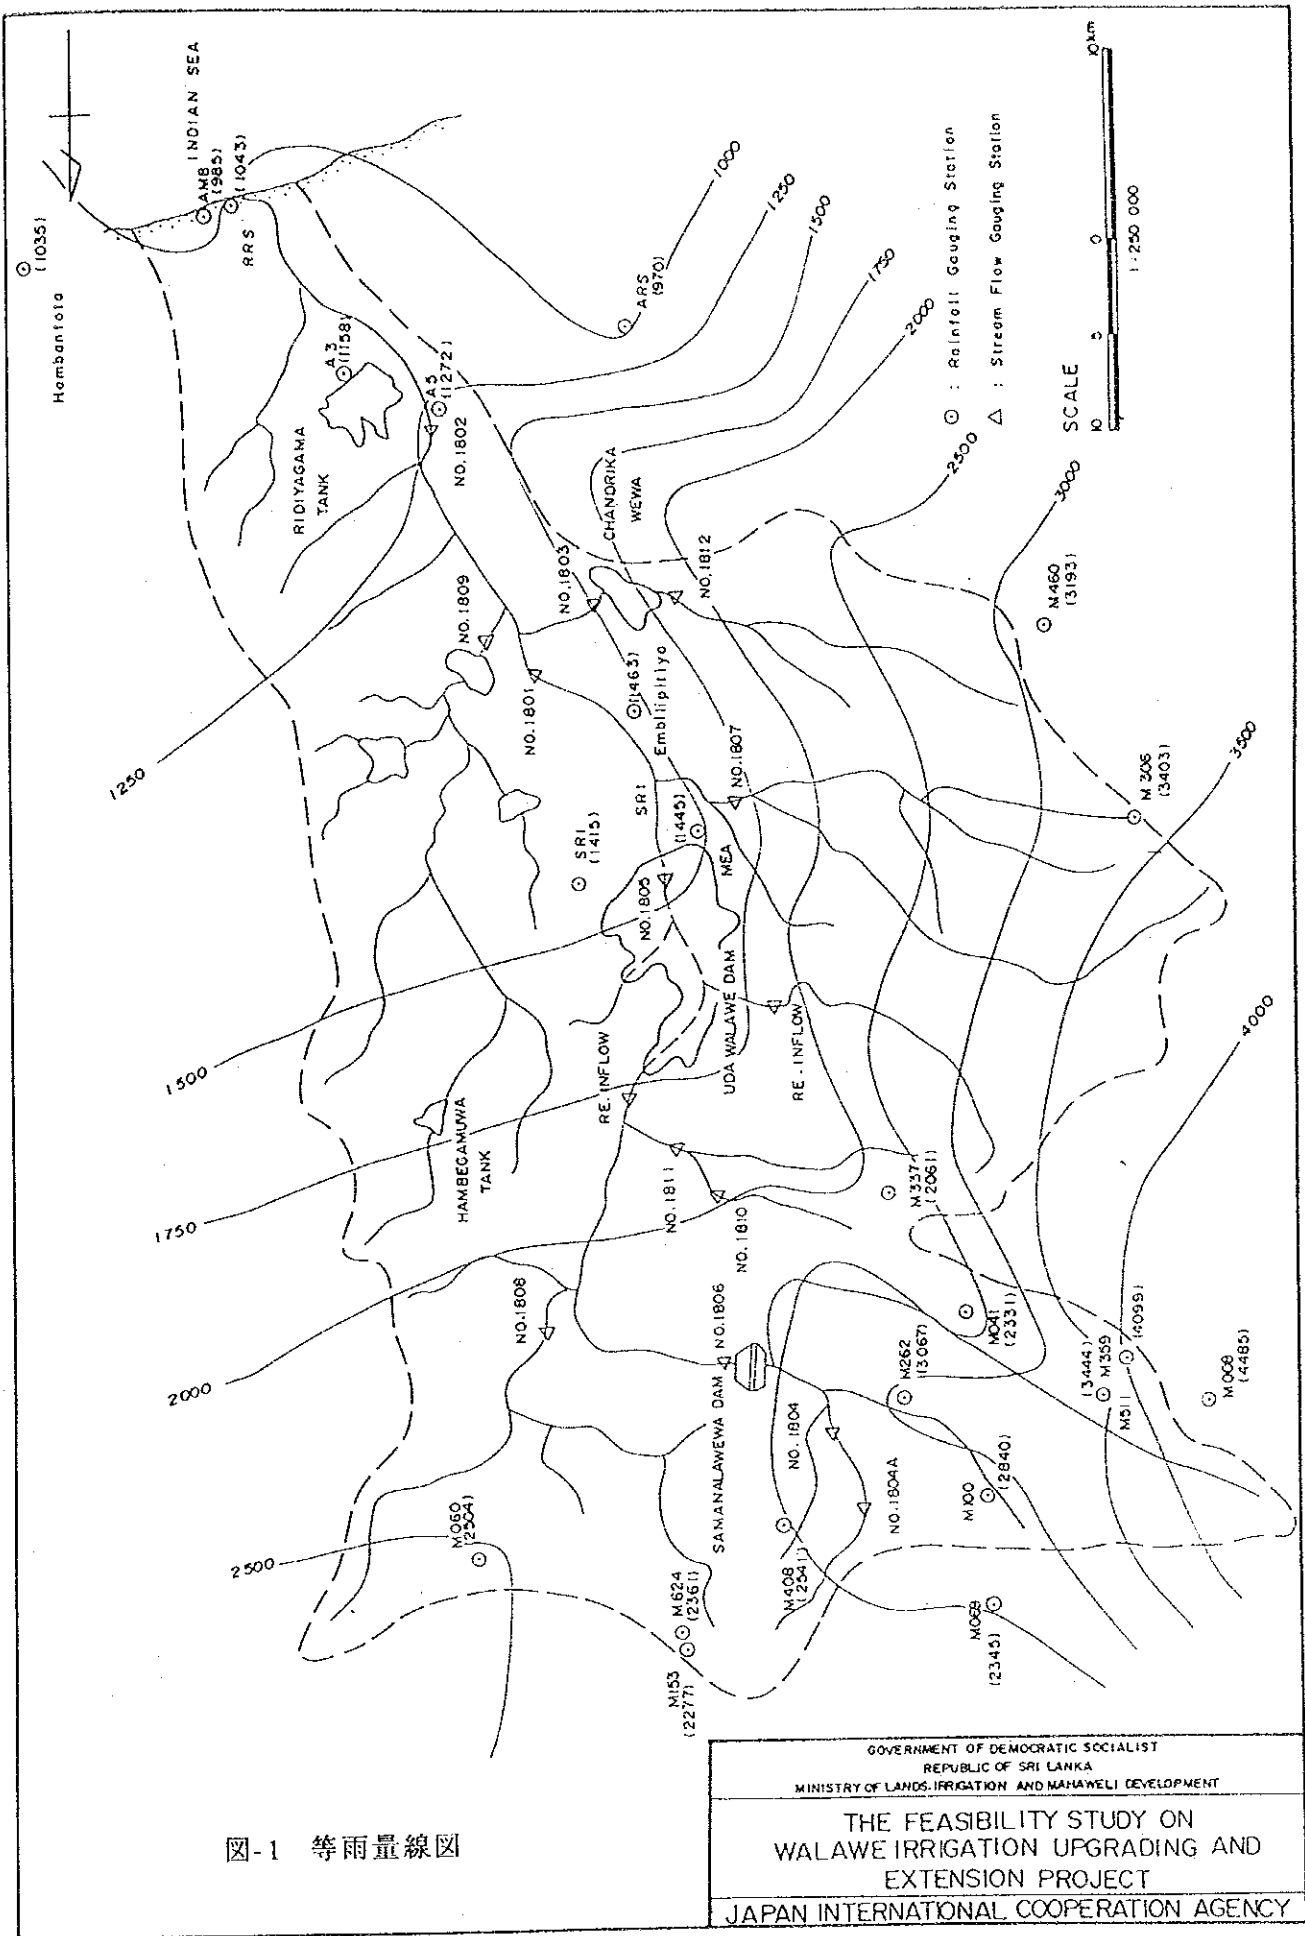 Hambantota
(1035)
INDIAN SEA
AMB
(985)
(1043)
RRS
A3
(1158)
A5
(1272)
NO.1802
RIDIYAGAMA
TANK
ARS
(970)
1000
1250
1500
1750
2000
2500
3000
3500
4000
⊙ : Rainfall Gauging Station
△ : Stream Flow Gauging Station
SCALE
10 5 0 10km
1:250 000
NO.1809
NO.1803
CHANDRIKA
WEWA
NO.1812
NO.1801
(1463)
Embilipitiya
NO.1807
M460
(3193)
M306
(3403)
1250
SRI
(1415)
SRI
(1445)
MEA
NO.1805
UDA WALAWE DAM
RE.INFLOW
RE-INFLOW
1500
HAMBEGAMUWA
TANK
1750
NO.1811
NO.1810
M337
(2061)
2000
NO.1808
NO.1806
SAMANALAWEWA DAM
M041
(2331)
M262
(3067)
(3444)
M359
(4099)
M511
M008
(4485)
NO.1804
NO.1804A
M100
(2840)
2500
M060
(2504)
M624
(2361)
M153
(2277)
M408
(2541)
M069
(2345)
図-1 等雨量線図
GOVERNMENT OF DEMOCRATIC SOCIALIST
REPUBLIC OF SRI LANKA
MINISTRY OF LANDS.IRRIGATION AND MAHAWELI DEVELOPMENT
THE FEASIBILITY STUDY ON
WALAWE IRRIGATION UPGRADING AND
EXTENSION PROJECT
JAPAN INTERNATIONAL COOPERATION AGENCY